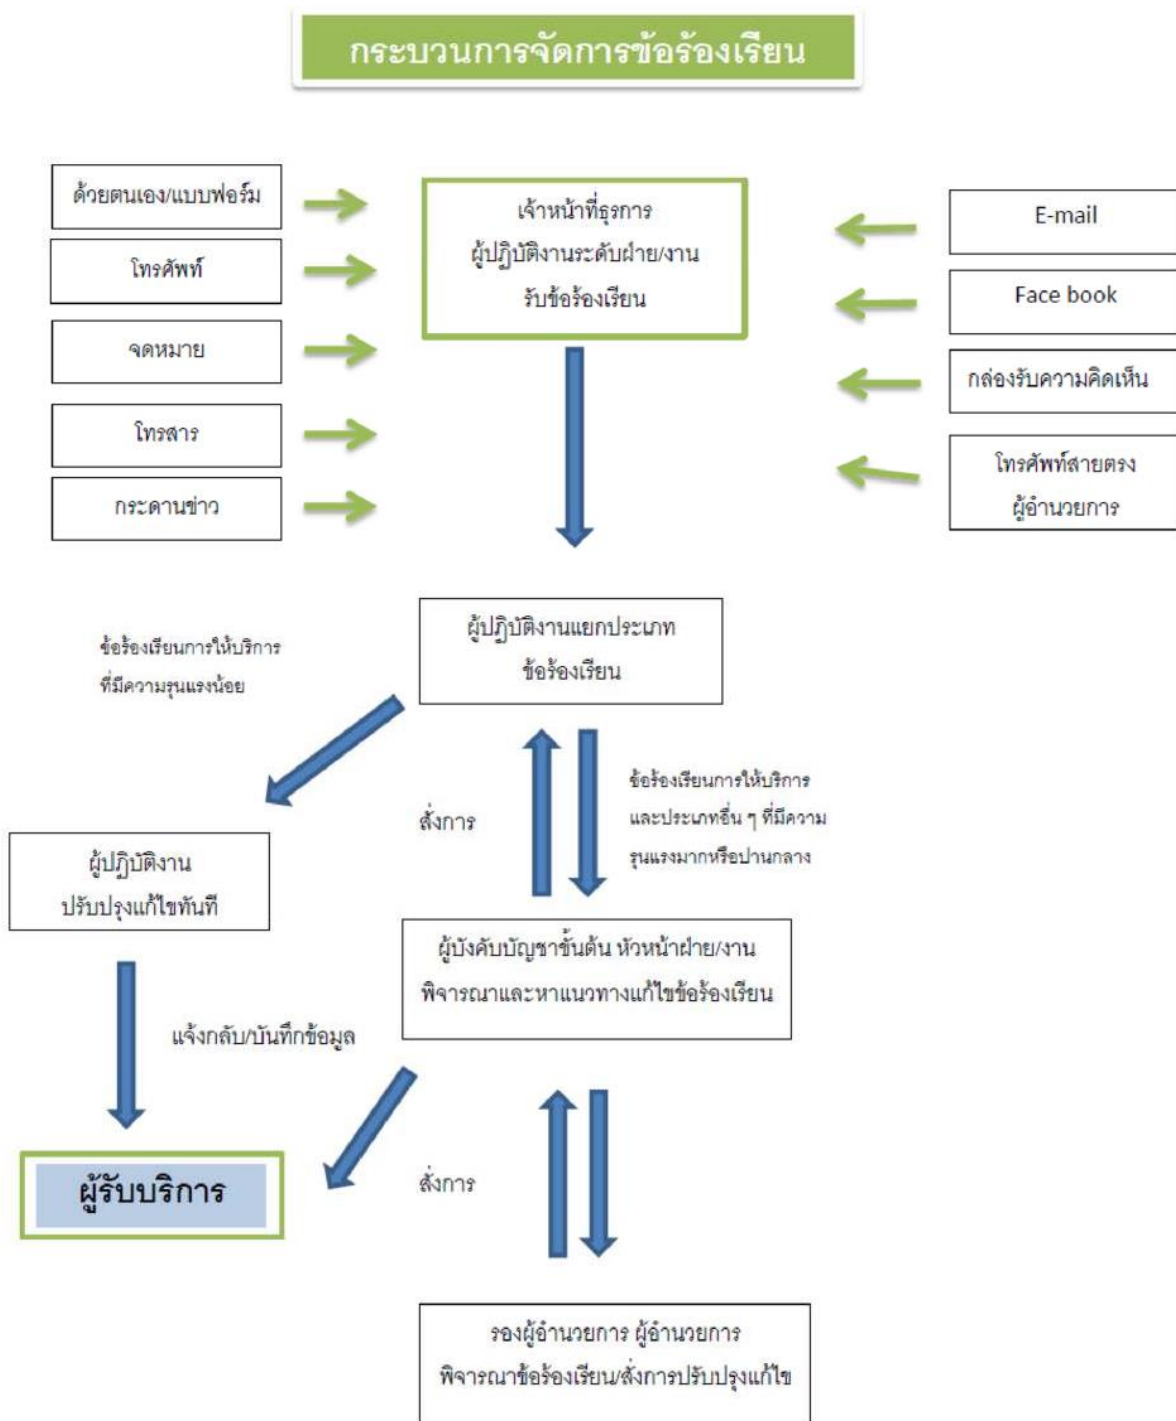 กระบวนการจัดการข้อร้องเรียน
ด้วยตนเอง/แบบฟอร์ม
โทรศัพท์
จดหมาย
โทรสาร
กระดานข่าว
เจ้าหน้าที่ธุรการ
ผู้ปฏิบัติงานระดับฝ่าย/งาน
รับข้อร้องเรียน
E-mail
Face book
กล่องรับความคิดเห็น
โทรศัพท์สายตรง
ผู้อำนวยการ
ผู้ปฏิบัติงานแยกประเภท
ข้อร้องเรียน
ข้อร้องเรียนการให้บริการ
ที่มีความรุนแรงน้อย
สั่งการ
ข้อร้องเรียนการให้บริการ
และประเภทอื่น ๆ ที่มีความ
รุนแรงมากหรือปานกลาง
ผู้ปฏิบัติงาน
ปรับปรุงแก้ไขทันที
ผู้บังคับบัญชาชั้นต้น หัวหน้าฝ่าย/งาน
พิจารณาและหาแนวทางแก้ไขข้อร้องเรียน
แจ้งกลับ/บันทึกข้อมูล
ผู้รับบริการ
สั่งการ
รองผู้อำนวยการ ผู้อำนวยการ
พิจารณาข้อร้องเรียน/สั่งการปรับปรุงแก้ไข